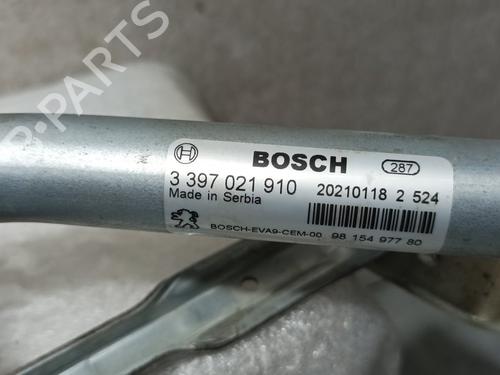 B-PARTS
BOSCH
287
3 397 021 910
20210118 2 524
Made in Serbia
BOSCH-EVA9-CEM-00
98 154 977 80